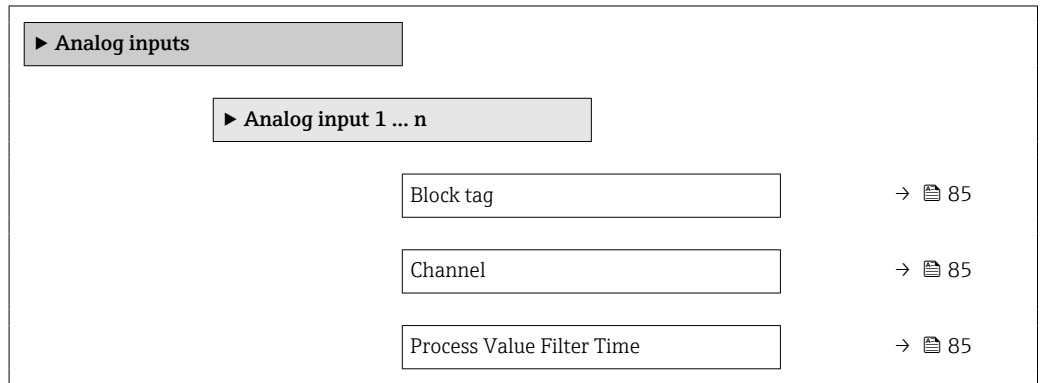 ▶ Analog inputs
▶ Analog input 1 ... n
Block tag → 85
Channel → 85
Process Value Filter Time → 85